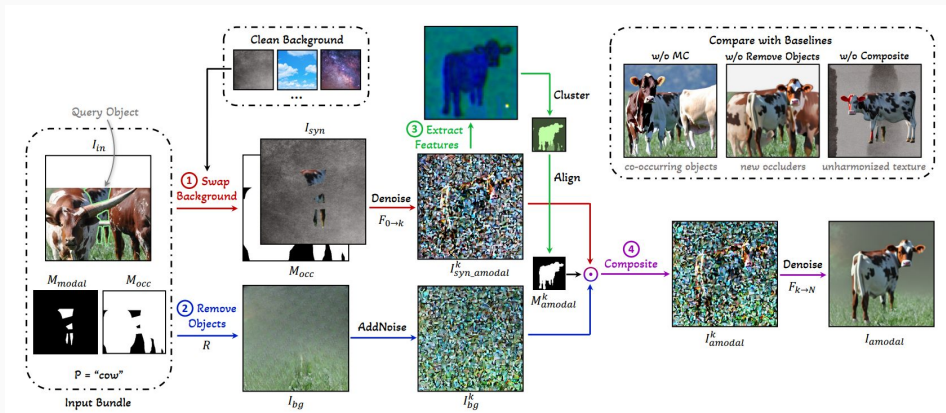 Clean Background
...
Compare with Baselines
w/o MC
w/o Remove Objects
w/o Composite
co-occurring objects
new occluders
unharmonized texture
Query Object
I_in
M_modal
M_occ
P = "cow"
Input Bundle
1 Swap
Background
I_syn
M_occ
Denoise
F_0→k
3 Extract
Features
I^k_syn_amodal
Cluster
Align
M^k_amodal
2 Remove
Objects
R
I_bg
AddNoise
I^k_bg
4
Composite
I^k_amodal
Denoise
F_k→N
I_amodal